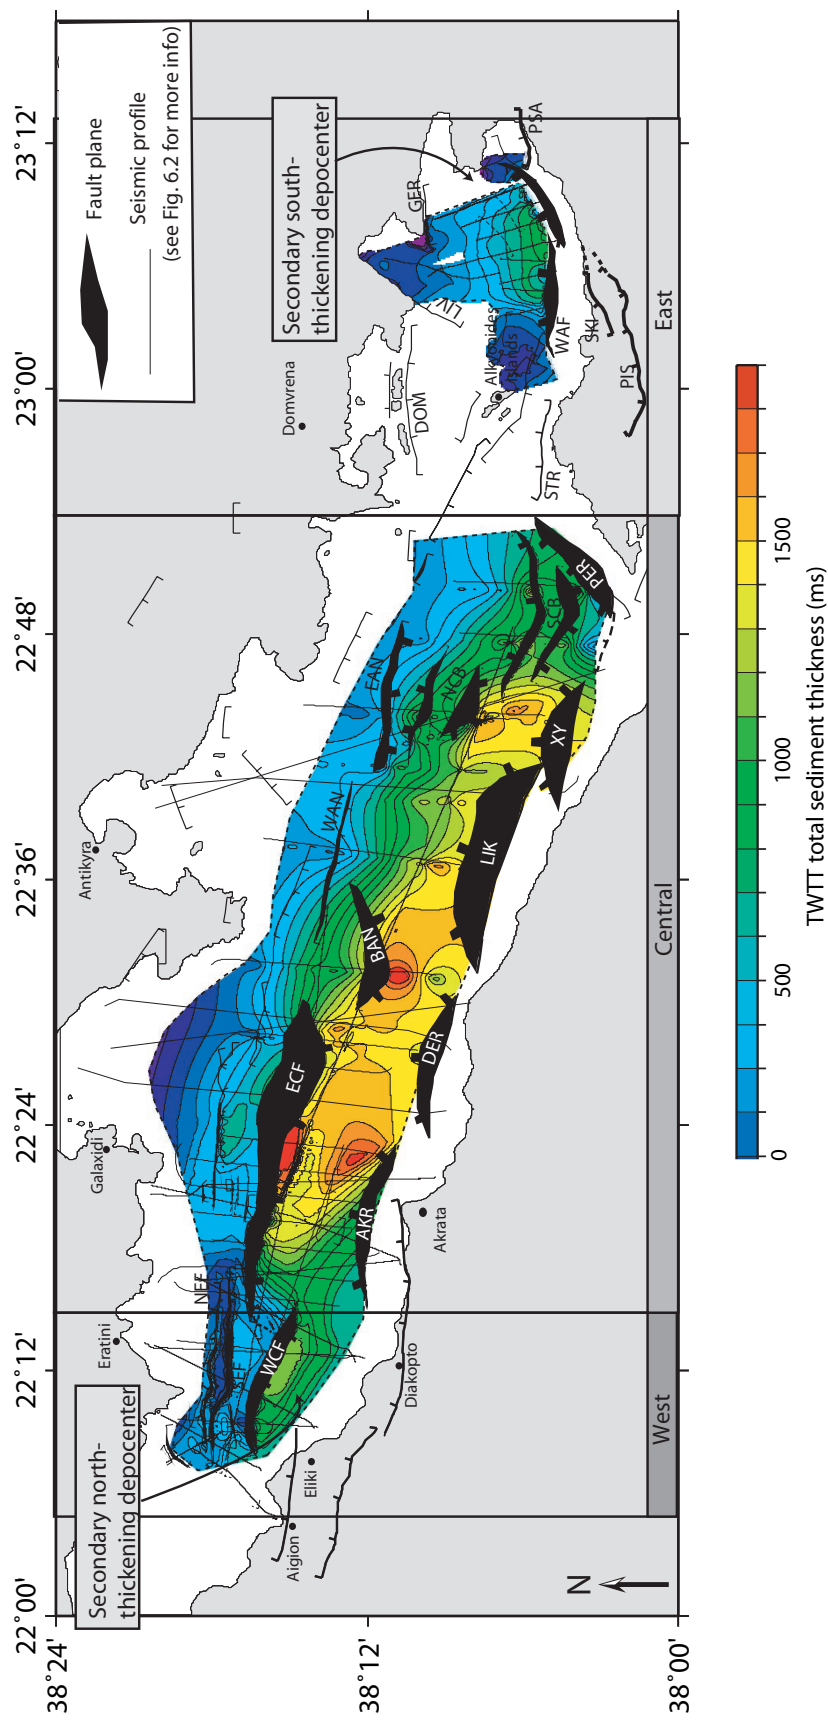 22˚00'
22˚12'
22˚24'
22˚36'
22˚48'
23˚00'
23˚12'
38˚24'
38˚12'
38˚00'
Fault plane
Seismic profile
(see Fig. 6.2 for more info)
Secondary north-
thickening depocenter
Secondary south-
thickening depocenter
Eratini
Galaxidi
Antikyra
Domvrena
Alkyonides
Islands
Aigion
Eliki
Diakopto
Akrata
NEF
SEF
WCF
ECF
AKR
DER
BAN
LIK
WAN
EAN
NCB
XY
SCB
PER
STR
DOM
LIV
GER
WAF
SKI
PIS
PSA
N
West
Central
East
0
500
1000
1500
TWTT total sediment thickness (ms)